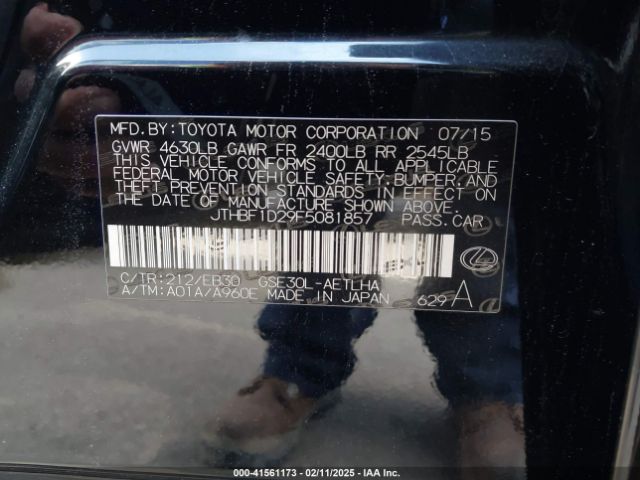 MFD.BY:TOYOTA MOTOR CORPORATION 07/15
GVWR 4630LB GAWR FR 2400LB RR 2545LB
THIS VEHICLE CONFORMS TO ALL APPLICABLE
FEDERAL MOTOR VEHICLE SAFETY,BUMPER,AND
THEFT PREVENTION STANDARDS IN EFFECT ON
THE DATE OF MANUFACTURE SHOWN ABOVE.
JTHBF1D29F5081857 PASS.CAR
C/TR:212/EB30 GSE30L-AETLHA
A/TM:A01A/A960E MADE IN JAPAN 629 A
000-41561173 - 02/11/2025 - IAA Inc.